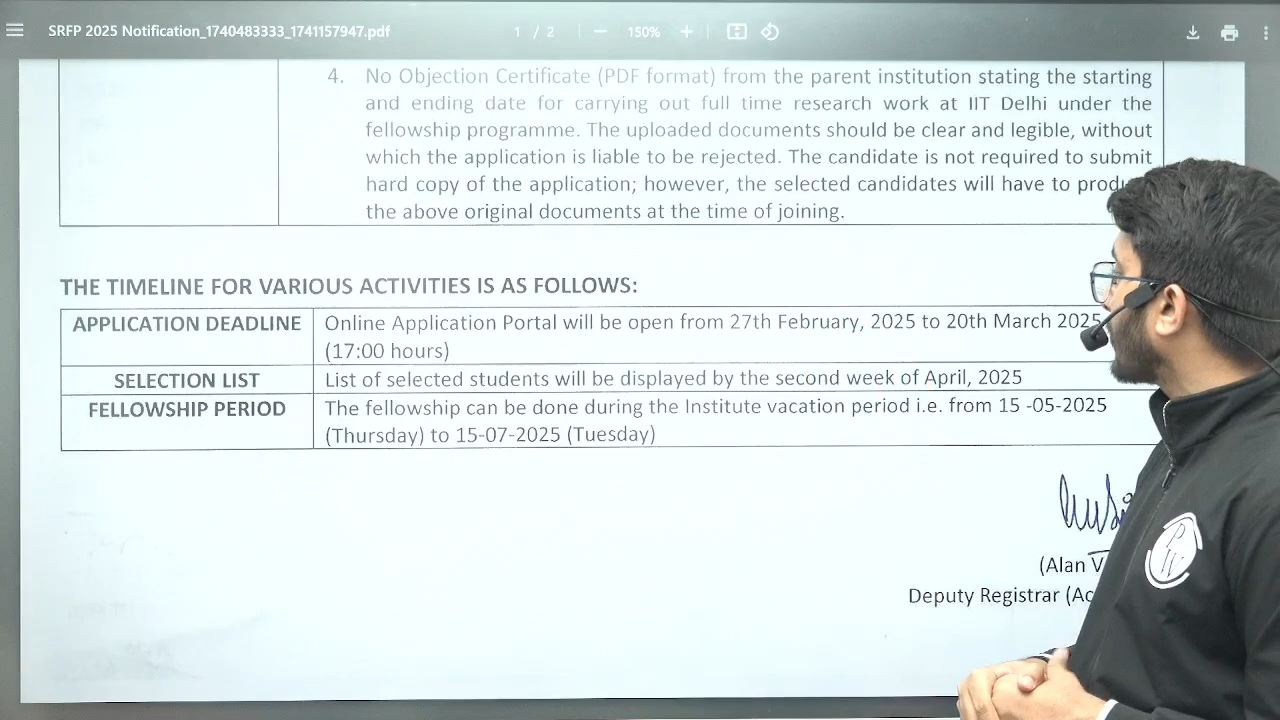 SRFP 2025 Notification_1740483333_1741157947.pdf
1 / 2
150%
4. No Objection Certificate (PDF format) from the parent institution stating the starting
and ending date for carrying out full time research work at IIT Delhi under the
fellowship programme. The uploaded documents should be clear and legible, without
which the application is liable to be rejected. The candidate is not required to submit
hard copy of the application; however, the selected candidates will have to
the above original documents at the time of joining.
THE TIMELINE FOR VARIOUS ACTIVITIES IS AS FOLLOWS:
APPLICATION DEADLINE
Online Application Portal will be open from 27th February, 2025 to 20th March 2025
(17:00 hours)
SELECTION LIST
List of selected students will be displayed by the second week of April, 2025
FELLOWSHIP PERIOD
The fellowship can be done during the Institute vacation period i.e. from 15 -05-2025
(Thursday) to 15-07-2025 (Tuesday)
(Alan V
Deputy Registrar (Ac
PW